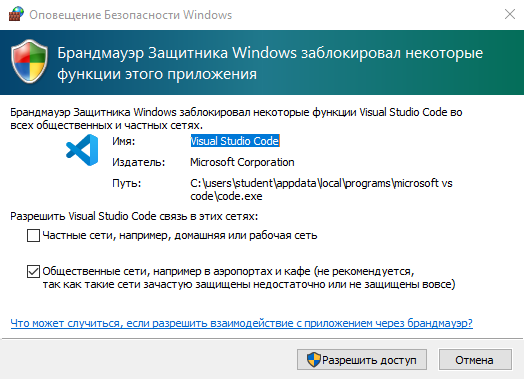 Оповещение Безопасности Windows
Брандмауэр Защитника Windows заблокировал некоторые
функции этого приложения
Брандмауэр Защитника Windows заблокировал некоторые функции Visual Studio Code во
всех общественных и частных сетях.
Имя: Visual Studio Code
Издатель: Microsoft Corporation
Путь: C:\users\student\appdata\local\programs\microsoft vs
code\code.exe
Разрешить Visual Studio Code связь в этих сетях:
Частные сети, например, домашняя или рабочая сеть
Общественные сети, например в аэропортах и кафе (не рекомендуется,
так как такие сети зачастую защищены недостаточно или не защищены вовсе)
Что может случиться, если разрешить взаимодействие с приложением через брандмауэр?
Разрешить доступ Отмена